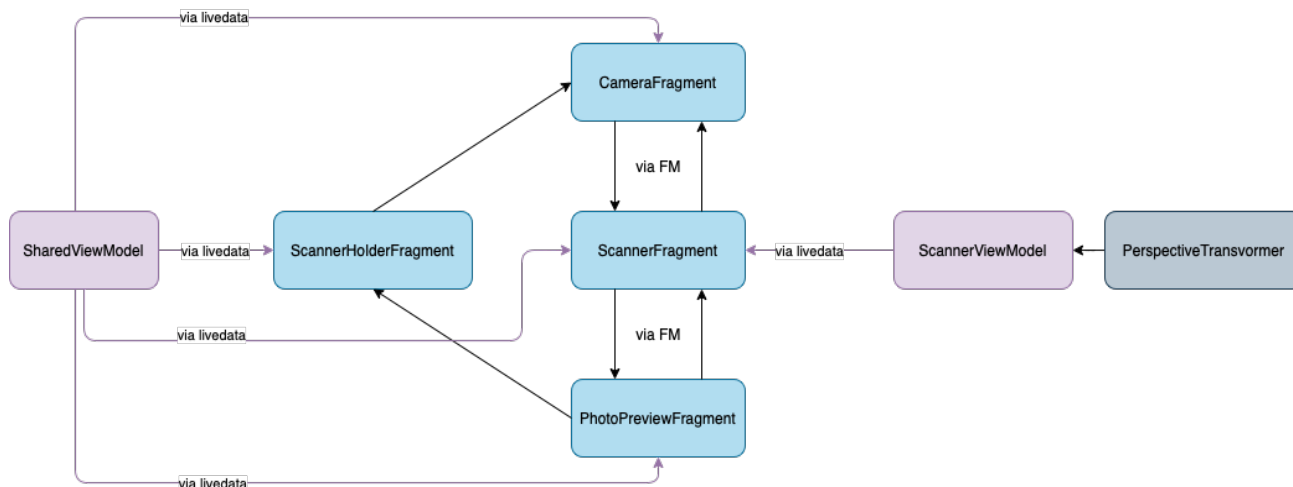 via livedata
CameraFragment
via FM
SharedViewModel
via livedata
ScannerHolderFragment
ScannerFragment
via livedata
ScannerViewModel
PerspectiveTransvormer
via livedata
via FM
PhotoPreviewFragment
via livedata